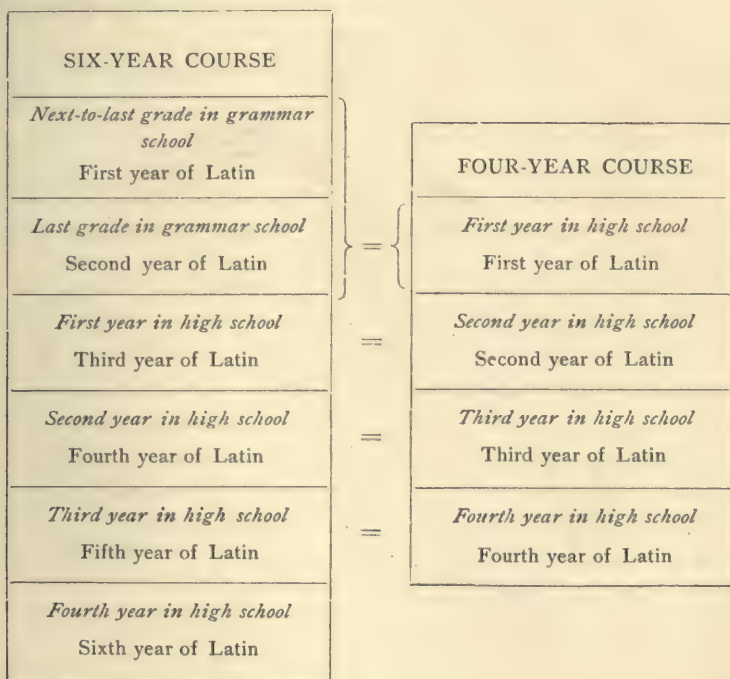 SIX-YEAR COURSE
Next-to-last grade in grammar
school
First year of Latin
Last grade in grammar school
Second year of Latin
First year in high school
Third year of Latin
Second year in high school
Fourth year of Latin
Third year in high school
Fifth year of Latin
Fourth year in high school
Sixth year of Latin
=
=
=
=
FOUR-YEAR COURSE
First year in high school
First year of Latin
Second year in high school
Second year of Latin
Third year in high school
Third year of Latin
Fourth year in high school
Fourth year of Latin